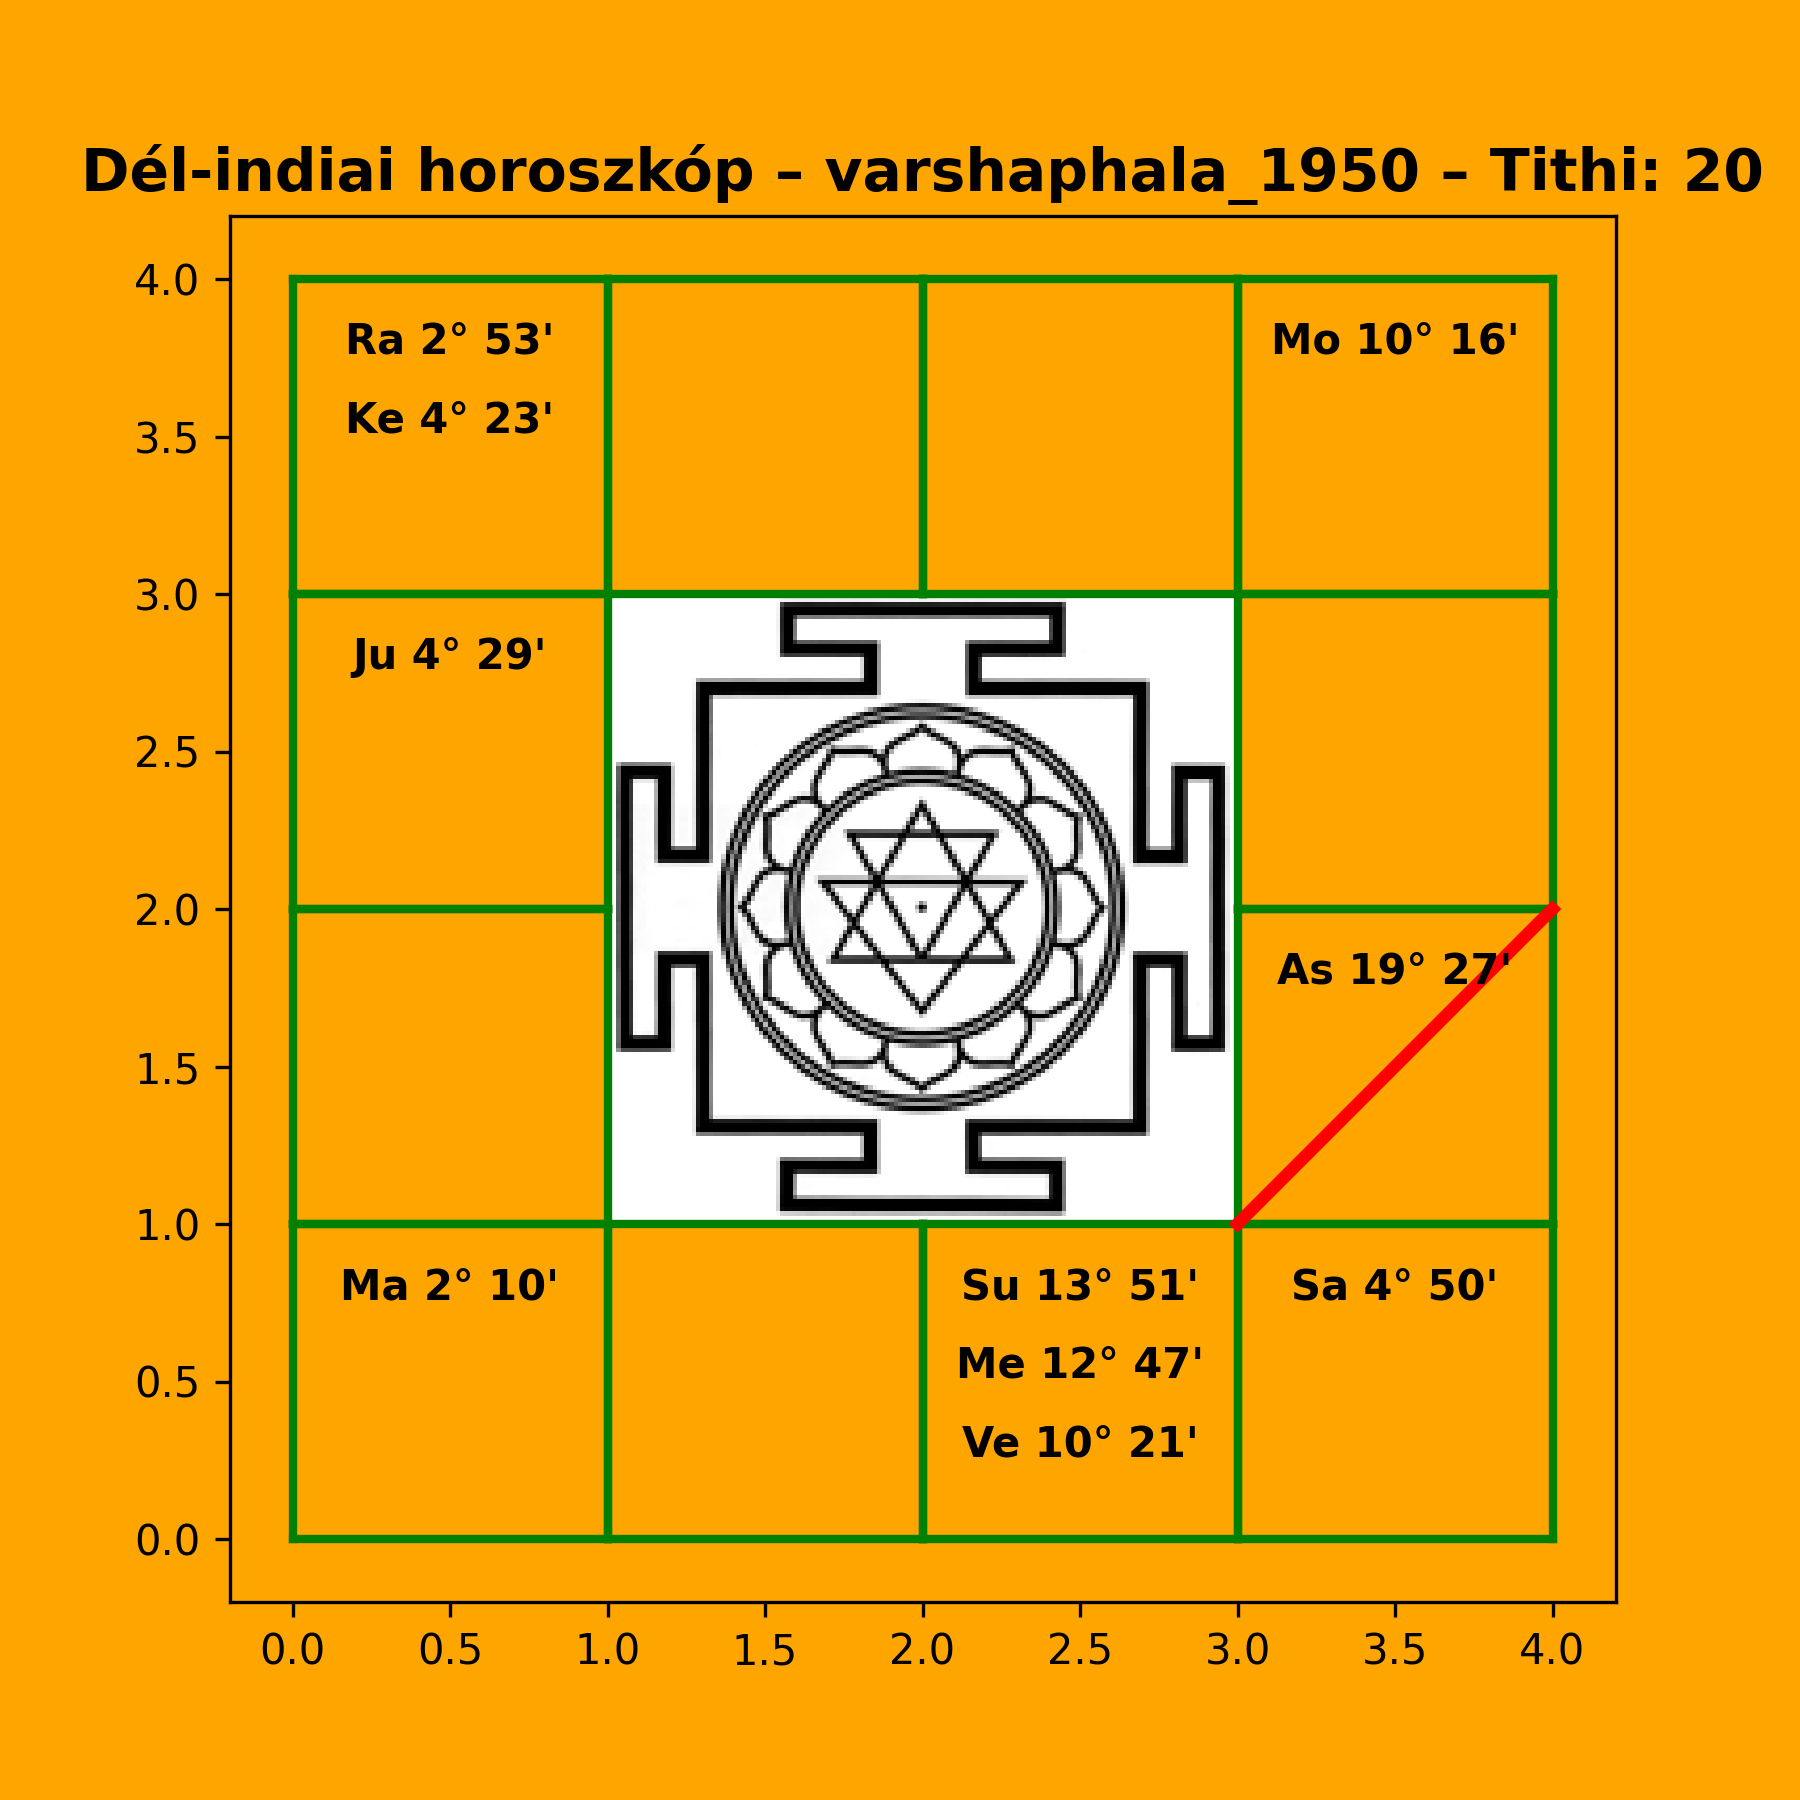 Dél-indiai horoszkóp – varshaphala_1950 – Tithi: 20
4.0
Ra 2° 53'
Mo 10° 16'
Ke 4° 23'
3.5
3.0
Ju 4° 29'
2.5
2.0
As 19° 27'
1.5
1.0
Ma 2° 10'
Su 13° 51'
Sa 4° 50'
Me 12° 47'
0.5
Ve 10° 21'
0.0
0.0 0.5 1.0 1.5 2.0 2.5 3.0 3.5 4.0